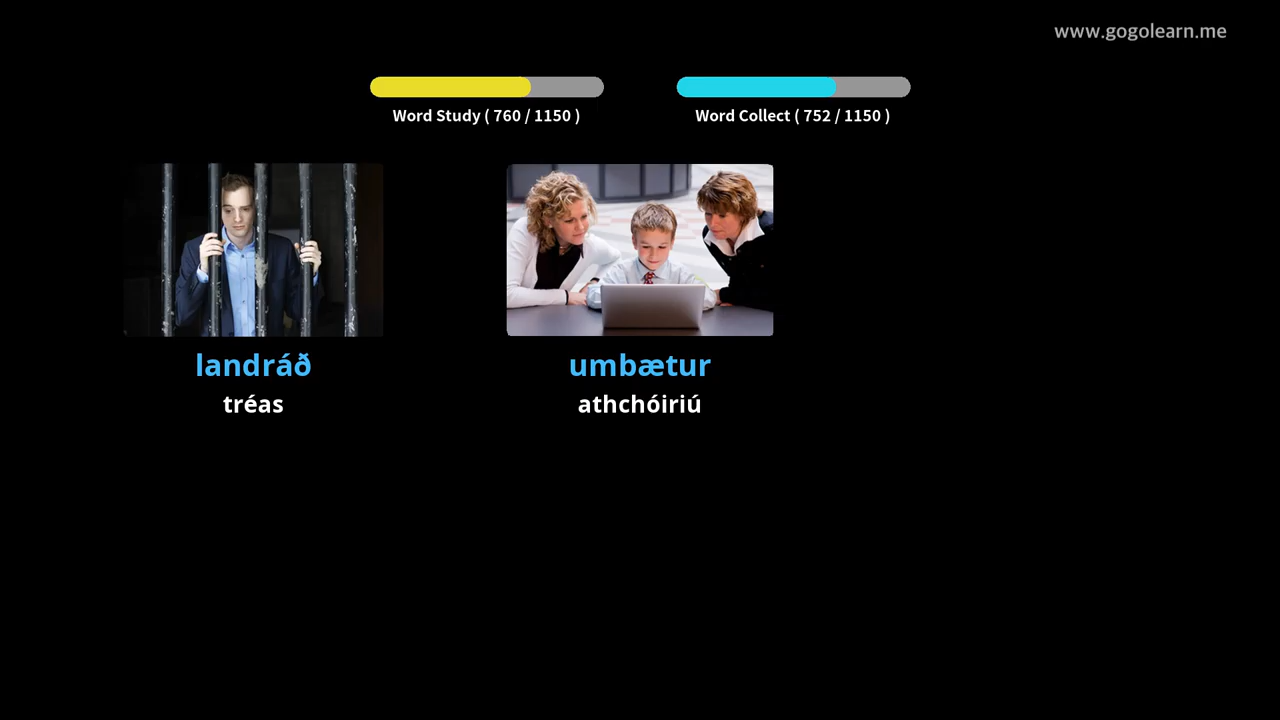 www.gogolearn.me
Word Study ( 760 / 1150 )
Word Collect ( 752 / 1150 )
landráð
tréas
umbætur
athchóiriú